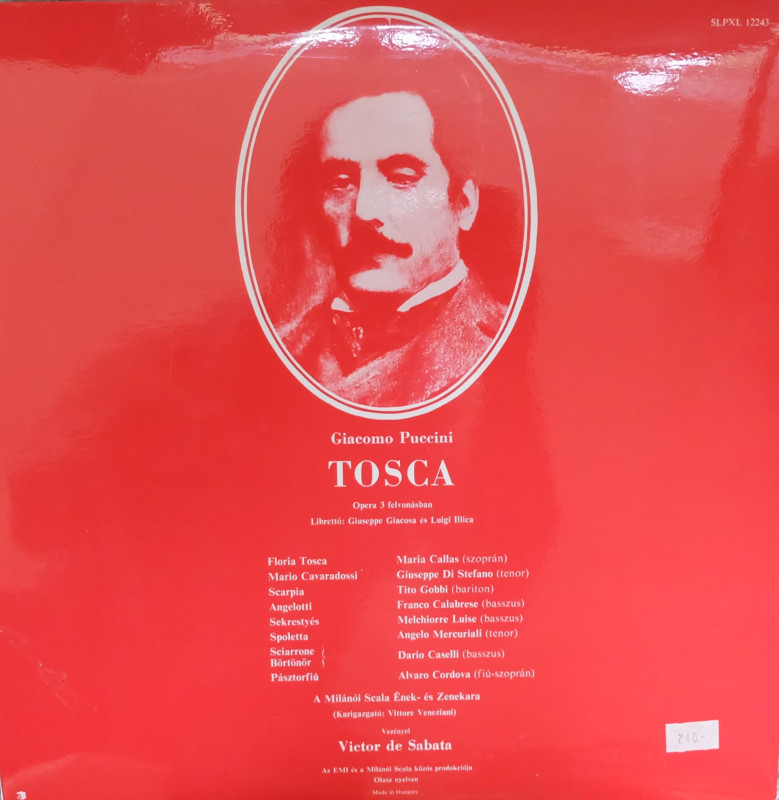 SLPXL 12243
Giacomo Puccini
TOSCA
Opera 3 felvonásban
Librettó: Giuseppe Giacosa és Luigi Illica
Floria Tosca Maria Callas (szoprán)
Mario Cavaradossi Giuseppe Di Stefano (tenor)
Scarpia Tito Gobbi (bariton)
Angelotti Franco Calabrese (basszus)
Sekrestyés Melchiorre Luise (basszus)
Spoletta Angelo Mercuriali (tenor)
Sciarrone
Börtönőr Dario Caselli (basszus)
Pásztorfiú Alvaro Cordova (fiú-szoprán)
A Milánói Scala Ének- és Zenekara
(Karigazgató: Vittore Veneziani)
Vezényel
Victor de Sabata
240.-
Az EMI és a Milánói Scala közös produkciója
Olasz nyelven
Made in Hungary